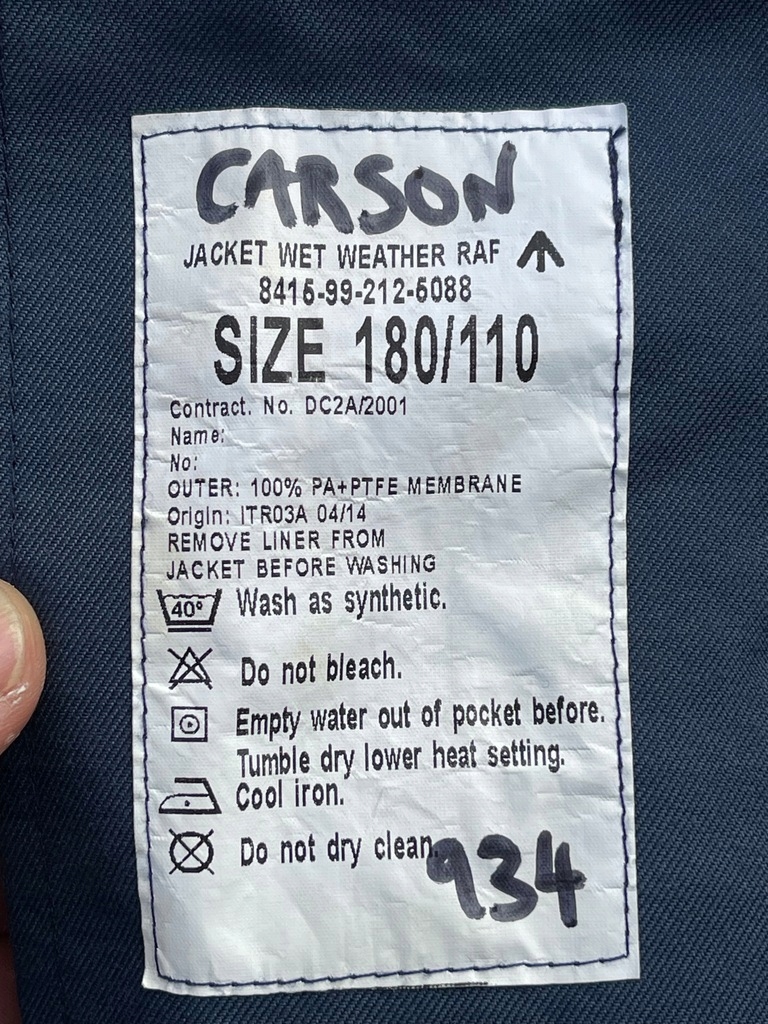 CARSON
JACKET WET WEATHER RAF
8415-99-212-5088
SIZE 180/110
Contract. No. DC2A/2001
Name:
No:
OUTER: 100% PA+PTFE MEMBRANE
Origin: ITR03A 04/14
REMOVE LINER FROM
JACKET BEFORE WASHING
40° Wash as synthetic.
Do not bleach.
Empty water out of pocket before.
Tumble dry lower heat setting.
Cool iron.
Do not dry clean.
934